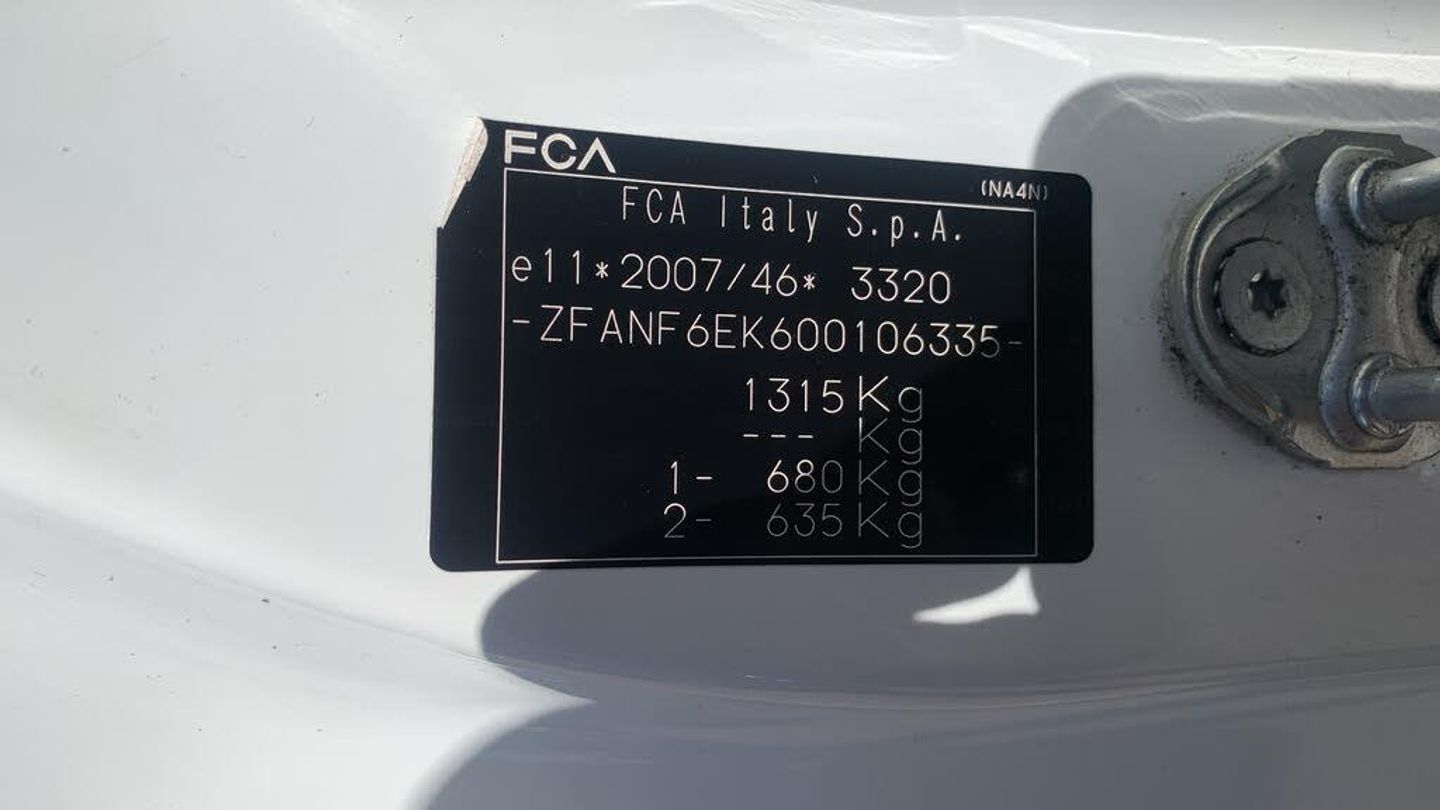 FCA
(NA4N)
FCA Italy S.p.A.
e11*2007/46* 3320
-ZFANF6EK600106335-
1315Kg
--- Kg
1- 680Kg
2- 635Kg